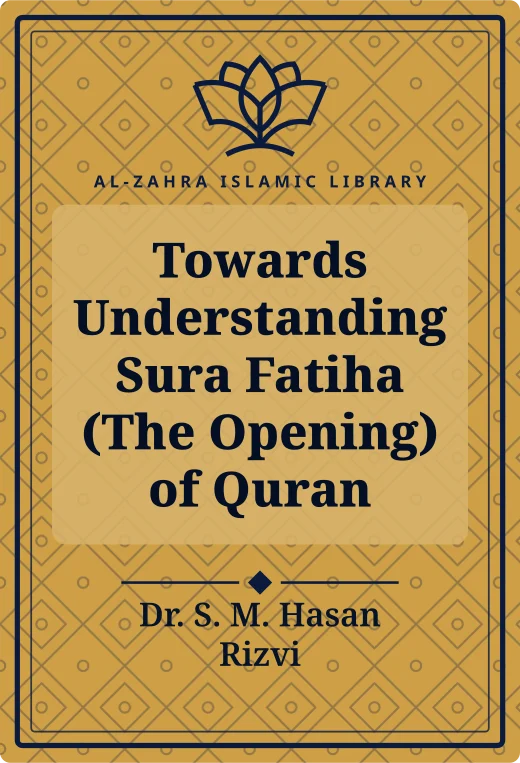 AL-ZAHRA ISLAMIC LIBRARY
Towards
Understanding
Sura Fatiha
(The Opening)
of Quran
Dr. S. M. Hasan
Rizvi